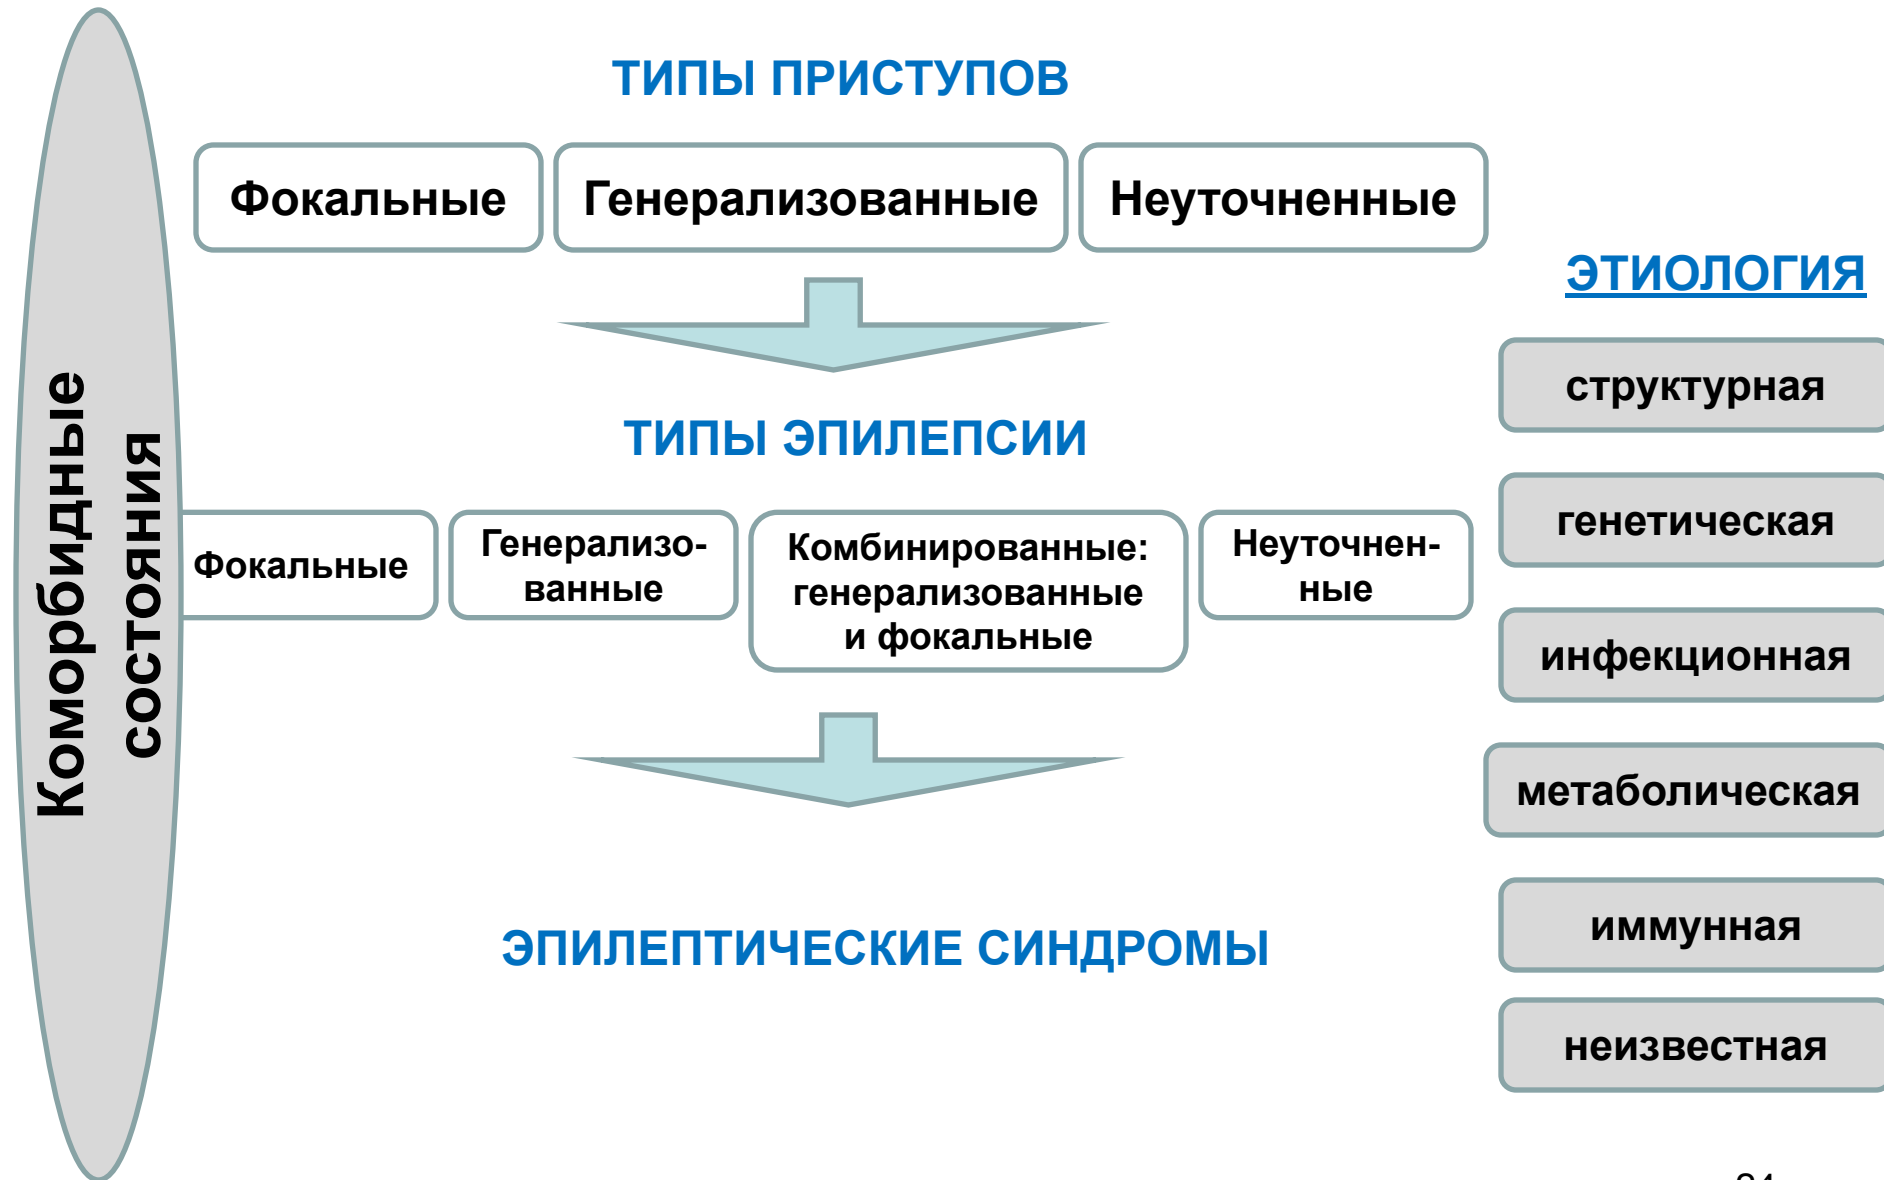 Коморбидные
состояния
ТИПЫ ПРИСТУПОВ
Фокальные
Генерализованные
Неуточненные
ТИПЫ ЭПИЛЕПСИИ
Фокальные
Генерализо-
ванные
Комбинированные:
генерализованные
и фокальные
Неуточнен-
ные
ЭПИЛЕПТИЧЕСКИЕ СИНДРОМЫ
ЭТИОЛОГИЯ
структурная
генетическая
инфекционная
метаболическая
иммунная
неизвестная